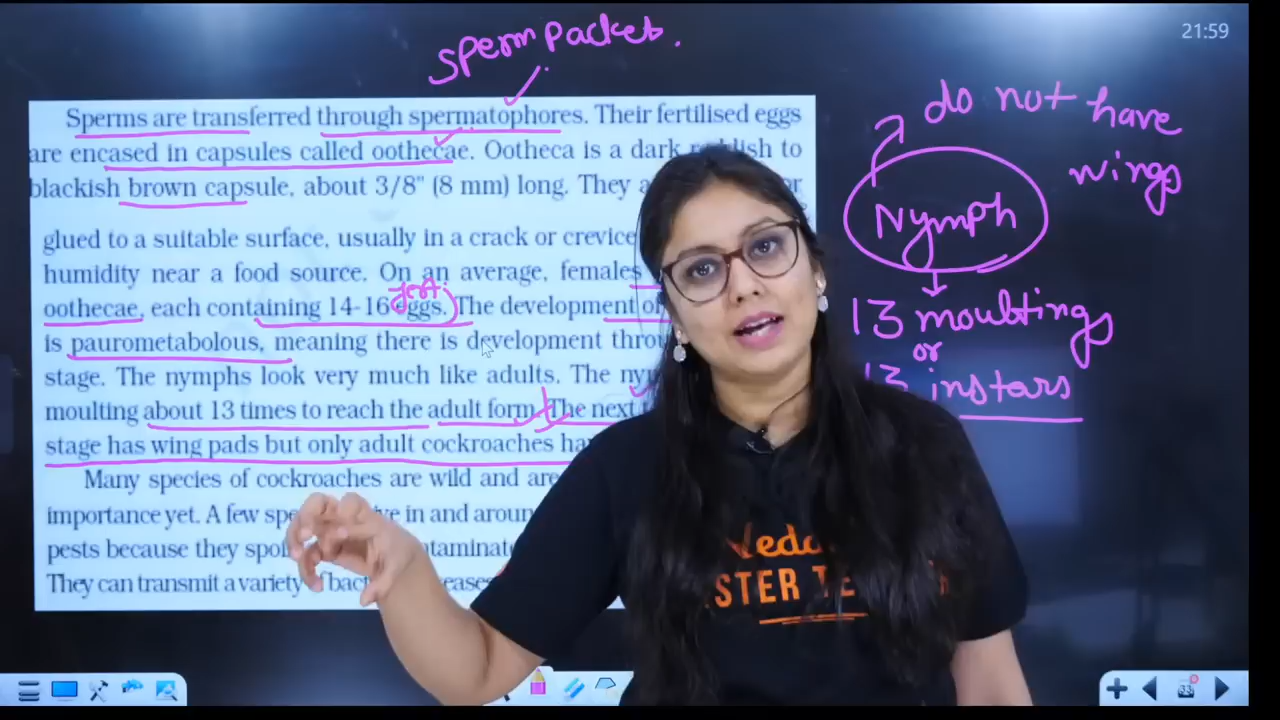 21:59
sperm packet.
Sperms are transferred through spermatophores. Their fertilised eggs
are encased in capsules called oothecae. Ootheca is a dark reddish to
blackish brown capsule, about 3/8" (8 mm) long. They
glued to a suitable surface, usually in a crack or crevice
humidity near a food source. On an average, females
fert.
oothecae, each containing 14-16 eggs. The development of
is paurometabolous, meaning there is development
stage. The nymphs look very much like adults. The
moulting about 13 times to reach the adult form. The next
stage has wing pads but only adult cockroaches
Many species of cockroaches are wild and are
importance yet. A few in and
pests because they
They can transmit a variety of
do not have
wings
Nymph
13 moultings
or
13 instars